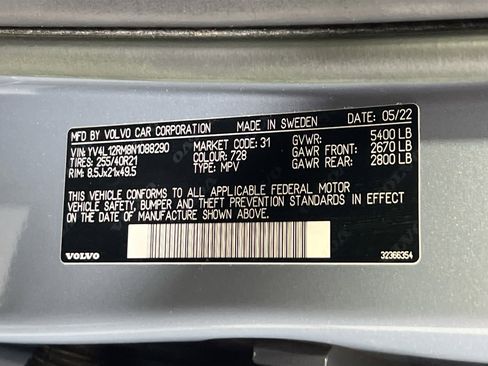 MFD BY VOLVO CAR CORPORATION MADE IN SWEDEN DATE: 05/22
VIN: YV4L12RM8N1088290 MARKET CODE: 31 GVWR: 5400 LB
TIRES: 255/40R21 COLOUR: 728 GAWR FRONT: 2670 LB
RIM: 8.5Jx21x49.5 TYPE: MPV GAWR REAR: 2800 LB
THIS VEHICLE CONFORMS TO ALL APPLICABLE FEDERAL MOTOR
VEHICLE SAFETY, BUMPER AND THEFT PREVENTION STANDARDS IN EFFECT
ON THE DATE OF MANUFACTURE SHOWN ABOVE.
VOLVO 32366354